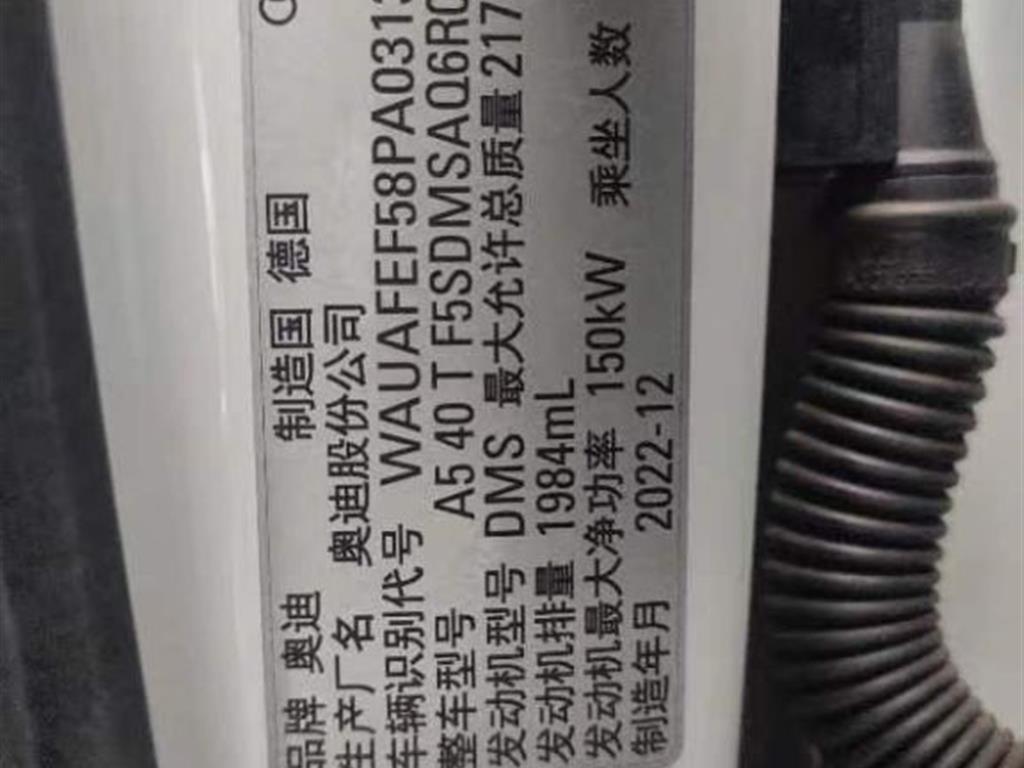 品牌 奥迪 制造国 德国
生产厂名 奥迪股份公司
车辆识别代号 WAUAFEF58PA0313
整车型号 A5 40 T F5SDMSAQ6R0
发动机型号 DMS 最大允许总质量 217
发动机排量 1984mL
发动机最大净功率 150kW 乘坐人数
制造年月 2022-12